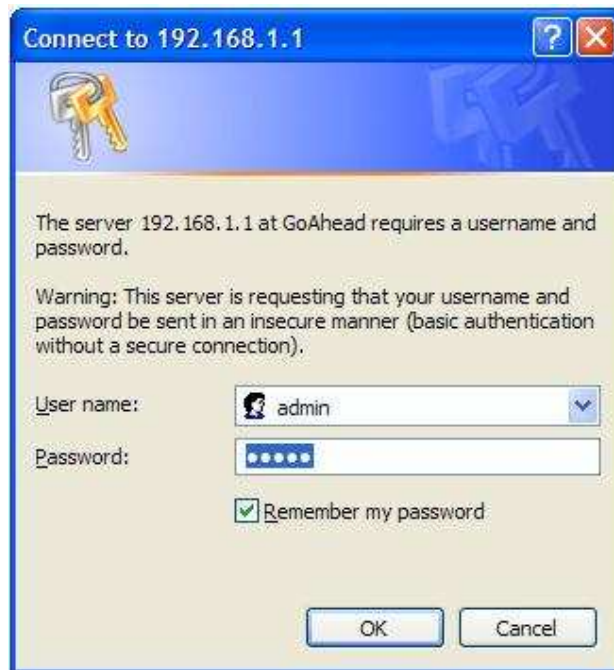 Connect to 192.168.1.1
The server 192.168.1.1 at GoAhead requires a username and
password.
Warning: This server is requesting that your username and
password be sent in an insecure manner (basic authentication
without a secure connection).
User name:
admin
Password:
●●●●●
Remember my password
OK
Cancel